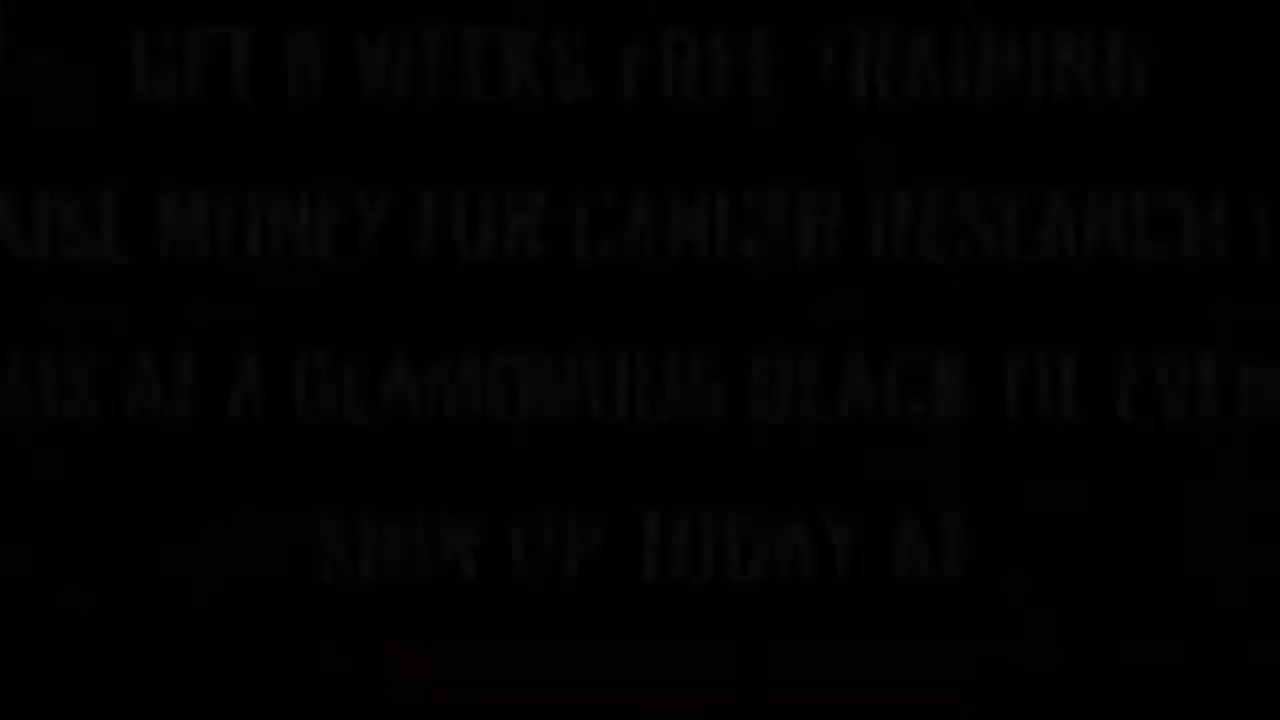 GET 8 WEEKS FREE TRAINING
MONEY FOR CANCER RESEARCH
AT A GLAMOROUS BLACK TIE
SIGN UP TODAY AT